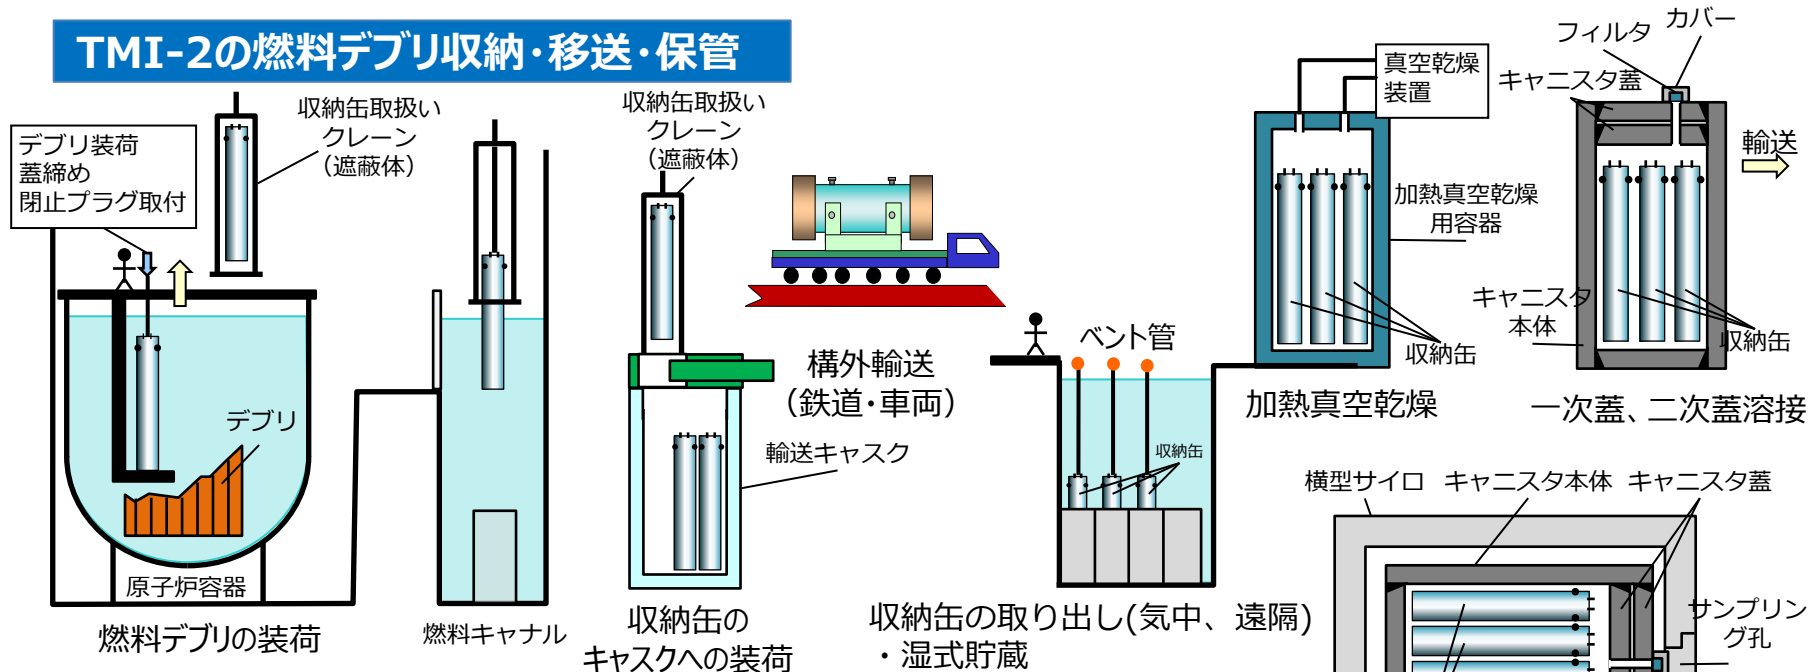 TMI-2の燃料デブリ収納・移送・保管
デブリ装荷
蓋締め
閉止プラグ取付
収納缶取扱い
クレーン
（遮蔽体）
デブリ
原子炉容器
燃料デブリの装荷
燃料キャナル
収納缶取扱い
クレーン
（遮蔽体）
輸送キャスク
収納缶の
キャスクへの装荷
構外輸送
（鉄道・車両）
ベント管
収納缶
収納缶の取り出し(気中、遠隔)
・湿式貯蔵
真空乾燥
装置
加熱真空乾燥
用容器
収納缶
加熱真空乾燥
フィルタ
カバー
キャニスタ蓋
輸送
キャニスタ
本体
収納缶
一次蓋、二次蓋溶接
横型サイロ
キャニスタ本体
キャニスタ蓋
サンプリン
グ孔